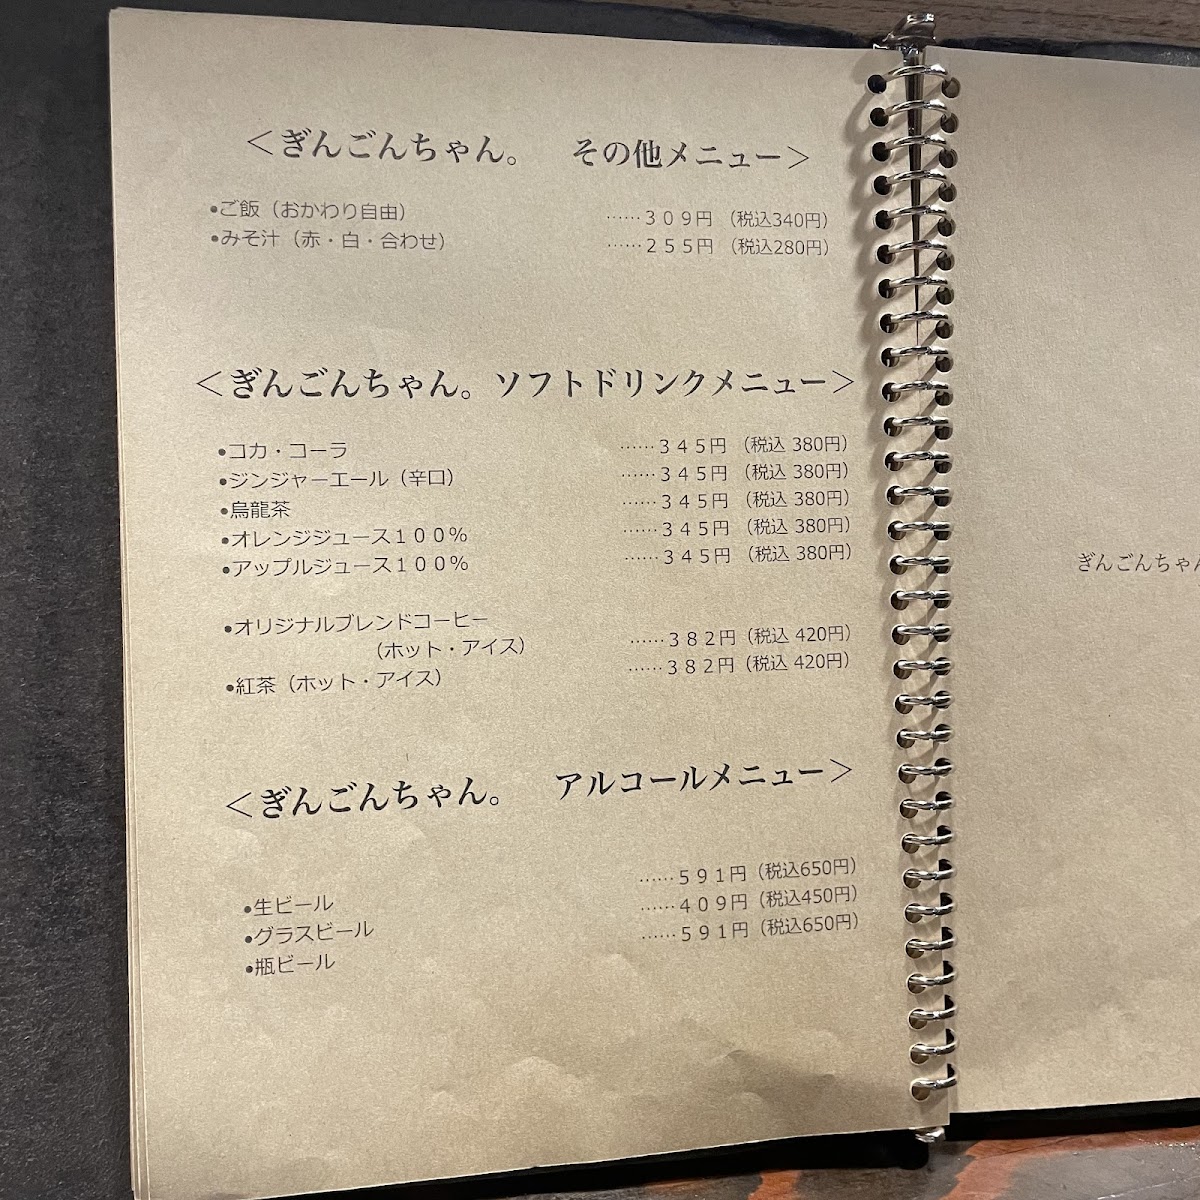 ＜ぎんごんちゃん。　その他メニュー＞
•ご飯（おかわり自由）　……３０９円（税込340円）
•みそ汁（赤・白・合わせ）　……２５５円（税込280円）
＜ぎんごんちゃん。ソフトドリンクメニュー＞
•コカ・コーラ　……３４５円（税込 380円）
•ジンジャーエール（辛口）　……３４５円（税込 380円）
•烏龍茶　……３４５円（税込 380円）
•オレンジジュース１００％　……３４５円（税込 380円）
•アップルジュース１００％　……３４５円（税込 380円）
•オリジナルブレンドコーヒー
（ホット・アイス）　……３８２円（税込 420円）
•紅茶（ホット・アイス）　……３８２円（税込 420円）
＜ぎんごんちゃん。　アルコールメニュー＞
•生ビール　……５９１円（税込650円）
•グラスビール　……４０９円（税込450円）
•瓶ビール　……５９１円（税込650円）
ぎんごんちゃん